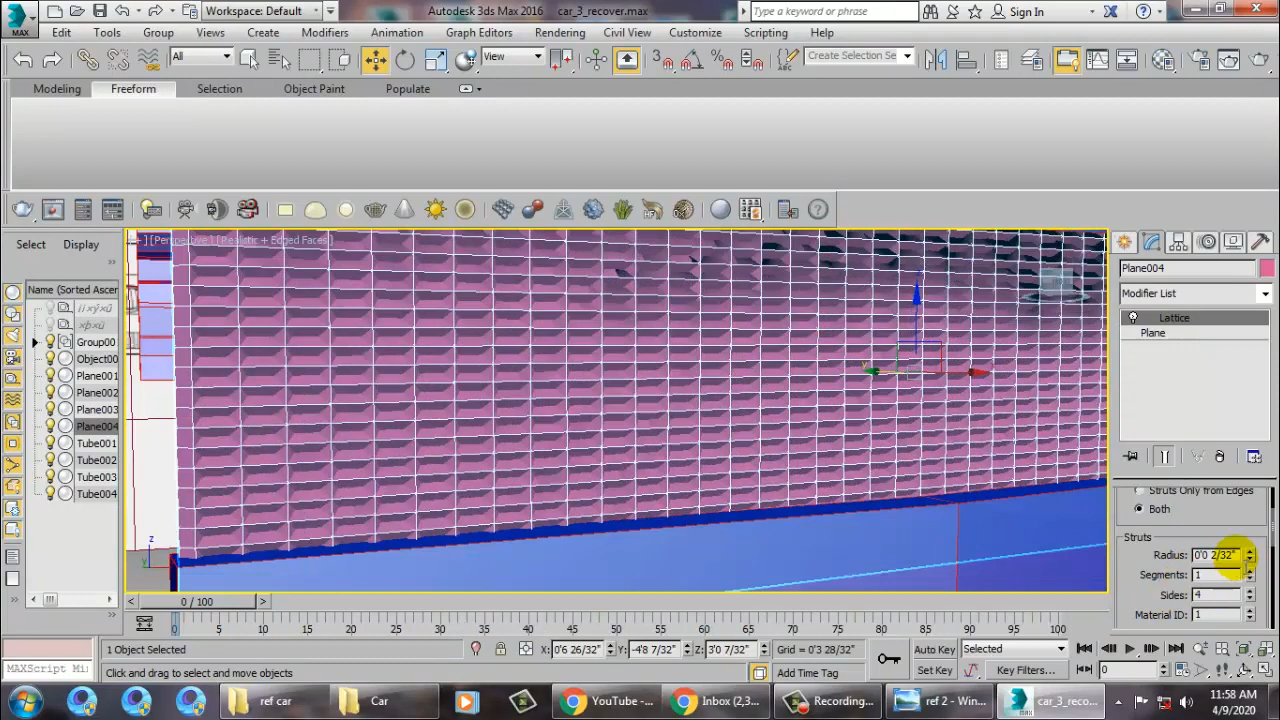 MAX
Workspace: Default
Autodesk 3ds Max 2016 car_3_recover.max
Type a keyword or phrase
Sign In
Edit Tools Group Views Create Modifiers Animation Graph Editors Rendering Civil View Customize Scripting Help
All
View
3
Create Selection Se
Modeling Freeform Selection Object Paint Populate
Select Display
[Perspective] [Realistic + Edged Faces]
Name (Sorted Ascen
Group00
Object00
Plane001
Plane002
Plane003
Plane004
Tube001
Tube002
Tube003
Tube004
z
y
Plane004
Modifier List
Lattice
Plane
Struts Only from Edges
Both
Struts
Radius: 0'0 2/32"
Segments: 1
Sides: 4
Material ID: 1
0 / 100
0 5 10 15 20 25 30 35 40 45 50 55 60 65 70 75 80 85 90 95 100
1 Object Selected
X: 0'6 26/32" Y: -4'8 7/32" Z: 3'0 7/32" Grid = 0'3 28/32"
Auto Key Selected
MAXScript Mi
Click and drag to select and move objects
Add Time Tag
Set Key Key Filters...
0
ref car
Car
YouTube -...
Inbox (2,3...
Recording...
ref 2 - Win...
car_3_reco...
11:58 AM
4/9/2020